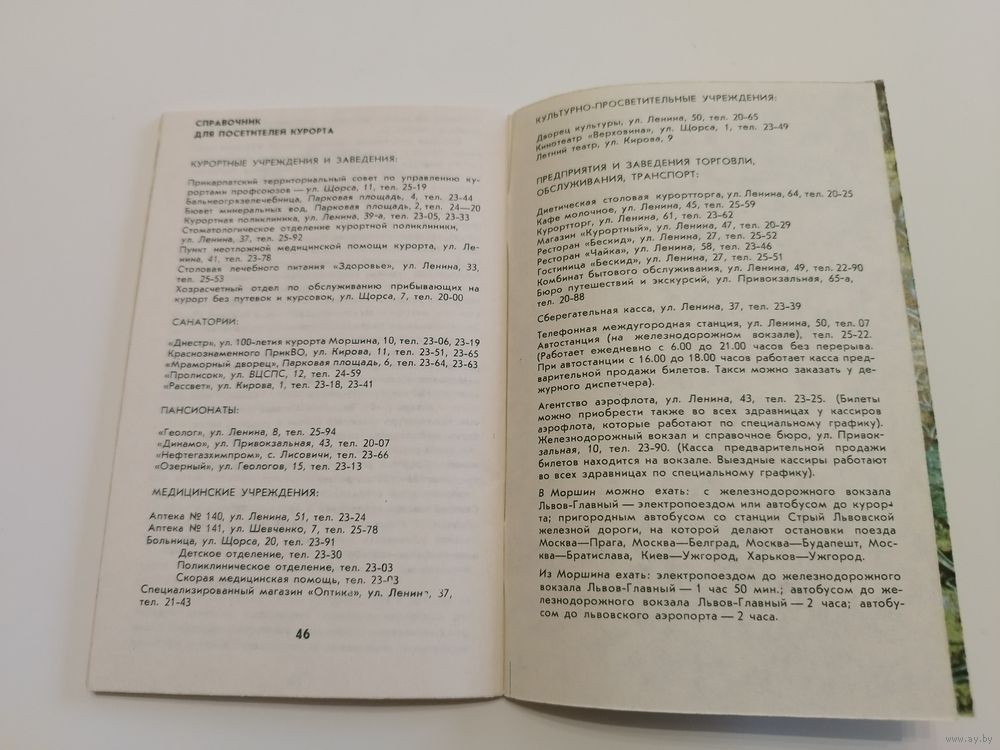 СПРАВОЧНИК
ДЛЯ ПОСЕТИТЕЛЕЙ КУРОРТА
КУРОРТНЫЕ УЧРЕЖДЕНИЯ И ЗАВЕДЕНИЯ:
Прикарпатский территориальный совет по управлению ку-
рортами профсоюзов — ул. Щорса, 11, тел. 25-19
Бальнеогрязелечебница, Парковая площадь, 4, тел. 23-44
Бювет минеральных вод, Парковая площадь, 2, тел. 24—20
Курортная поликлиника, ул. Ленина, 39-а, тел. 23-05, 23-33
Стоматологическое отделение курортной поликлиники,
ул. Ленина, 37, тел. 25-92
Пункт неотложной медицинской помощи курорта, ул. Ле-
нина, 41, тел. 23-78
Столовая лечебного питания «Здоровье», ул. Ленина, 33,
тел. 25-53
Хозрасчетный отдел по обслуживанию прибывающих на
курорт без путевок и курсовок, ул. Щорса, 7, тел. 20-00
САНАТОРИИ:
«Днестр», ул. 100-летия курорта Моршина, 10, тел. 23-06, 23-19
Краснознаменного ПрикВО, ул. Кирова, 11, тел. 23-51, 23-65
«Мраморный дворец», Парковая площадь, 6, тел. 23-64, 23-63
«Пролисок», ул. ВЦСПС, 12, тел. 24-59
«Рассвет», ул. Кирова, 1, тел. 23-18, 23-41
ПАНСИОНАТЫ:
«Геолог», ул. Ленина, 8, тел. 25-94
«Динамо», ул. Привокзальная, 43, тел. 20-07
«Нефтегазхимпром», с. Лисовичи, тел. 23-66
«Озерный», ул. Геологов, 15, тел. 23-13
МЕДИЦИНСКИЕ УЧРЕЖДЕНИЯ:
Аптека № 140, ул. Ленина, 51, тел. 23-24
Аптека № 141, ул. Шевченко, 7, тел. 25-78
Больница, ул. Щорса, 20, тел. 23-91
Детское отделение, тел. 23-30
Поликлиническое отделение, тел. 23-03
Скорая медицинская помощь, тел. 23-03
Специализированный магазин «Оптика», ул. Ленина, 37,
тел. 21-43
46
КУЛЬТУРНО-ПРОСВЕТИТЕЛЬНЫЕ УЧРЕЖДЕНИЯ:
Дворец культуры, ул. Ленина, 50, тел. 20-65
Кинотеатр «Верховина», ул. Щорса, 1, тел. 23-49
Летний театр, ул. Кирова, 9
ПРЕДПРИЯТИЯ И ЗАВЕДЕНИЯ ТОРГОВЛИ,
ОБСЛУЖИВАНИЯ, ТРАНСПОРТ:
Диетическая столовая курортторга, ул. Ленина, 64, тел. 20-25
Кафе молочное, ул. Ленина, 45, тел. 25-59
Курортторг, ул. Ленина, 61, тел. 23-62
Магазин «Курортный», ул. Ленина, 47, тел. 20-29
Ресторан «Бескид», ул. Ленина, 27, тел. 25-52
Ресторан «Чайка», ул. Ленина, 58, тел. 23-46
Гостиница «Бескид», ул. Ленина, 27, тел. 25-51
Комбинат бытового обслуживания, ул. Ленина, 49, тел. 22-90
Бюро путешествий и экскурсий, ул. Привокзальная, 65-а,
тел. 20-88
Сберегательная касса, ул. Ленина, 37, тел. 23-39
Телефонная междугородная станция, ул. Ленина, 50, тел. 07
Автостанция (на железнодорожном вокзале), тел. 25-22.
(Работает ежедневно с 6.00 до 21.00 часов без перерыва.
При автостанции с 16.00 до 18.00 часов работает касса пред-
варительной продажи билетов. Такси можно заказать у де-
журного диспетчера).
Агентство аэрофлота, ул. Ленина, 43, тел. 23-25. (Билеты
можно приобрести также во всех здравницах у кассиров
аэрофлота, которые работают по специальному графику).
Железнодорожный вокзал и справочное бюро, ул. Привок-
зальная, 10, тел. 23-90. (Касса предварительной продажи
билетов находится на вокзале. Выездные кассиры работают
во всех здравницах по специальному графику).
В Моршин можно ехать: с железнодорожного вокзала
Львов-Главный — электропоездом или автобусом до курор-
та; пригородным автобусом со станции Стрый Львовской
железной дороги, на которой делают остановки поезда
Москва—Прага, Москва—Белград, Москва—Будапешт, Мос-
ква—Братислава, Киев—Ужгород, Харьков—Ужгород.
Из Моршина ехать: электропоездом до железнодорожного
вокзала Львов-Главный — 1 час 50 мин.; автобусом до же-
лезнодорожного вокзала Львов-Главный — 2 часа; автобу-
сом до львовского аэропорта — 2 часа.
www.ay.by